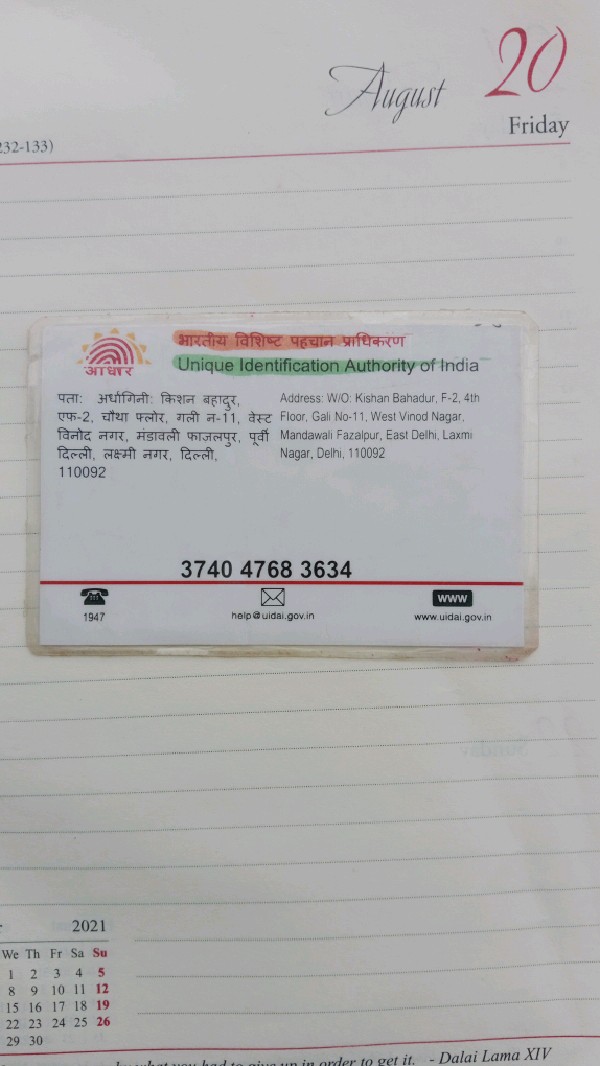 August 20
Friday
232-133)
भारतीय विशिष्ट पहचान प्राधिकरण
Unique Identification Authority of India
आधार
पता: अर्धांगिनी: किशन बहादुर,
एफ-2, चौथा फ्लोर, गली न-11, वेस्ट
विनोद नगर, मंडावली फाजलपुर, पूर्वी
दिल्ली, लक्ष्मी नगर, दिल्ली,
110092
Address: W/O: Kishan Bahadur, F-2, 4th
Floor, Gali No-11, West Vinod Nagar,
Mandawali Fazalpur, East Delhi, Laxmi
Nagar, Delhi, 110092
3740 4768 3634
1947
help@uidai.gov.in
www
www.uidai.gov.in
2021
We Th Fr Sa Su
1 2 3 4 5
8 9 10 11 12
15 16 17 18 19
22 23 24 25 26
29 30
what you had to give up in order to get it. - Dalai Lama XIV